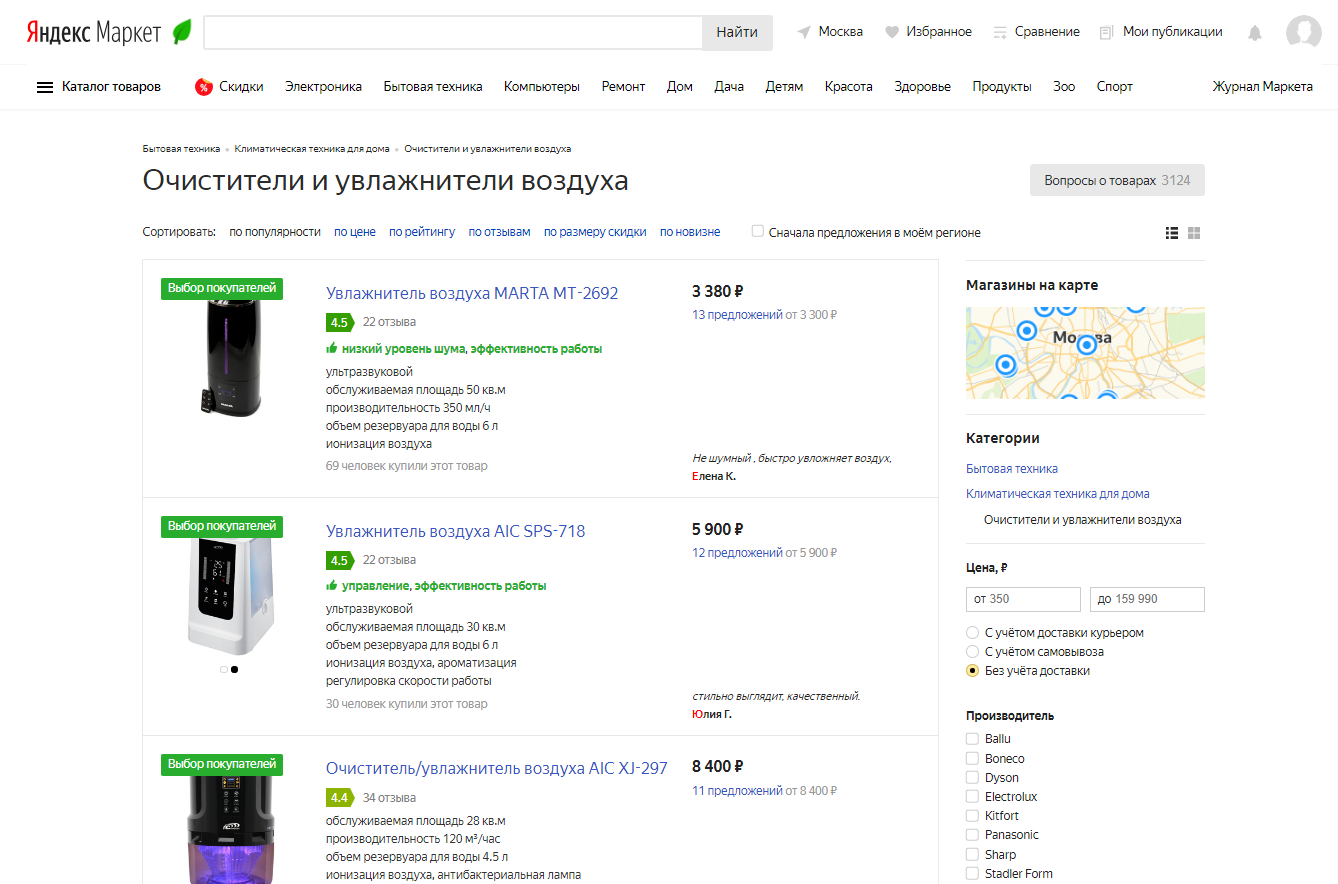 Яндекс Маркет
Найти
Москва
Избранное
Сравнение
Мои публикации
Каталог товаров
%
Скидки
Электроника
Бытовая техника
Компьютеры
Ремонт
Дом
Дача
Детям
Красота
Здоровье
Продукты
Зоо
Спорт
Журнал Маркета
Бытовая техника
Климатическая техника для дома
Очистители и увлажнители воздуха
Очистители и увлажнители воздуха
Вопросы о товарах 3124
Сортировать: по популярности по цене по рейтингу по отзывам по размеру скидки по новизне
Сначала предложения в моём регионе
Выбор покупателей
Увлажнитель воздуха MARTA MT-2692
4.5 22 отзыва
низкий уровень шума, эффективность работы
ультразвуковой
обслуживаемая площадь 50 кв.м
производительность 350 мл/ч
объем резервуара для воды 6 л
ионизация воздуха
69 человек купили этот товар
3 380 ₽
13 предложений от 3 300 ₽
Не шумный , быстро увложняет воздух,
Елена К.
Выбор покупателей
Увлажнитель воздуха AIC SPS-718
4.5 22 отзыва
управление, эффективность работы
ультразвуковой
обслуживаемая площадь 30 кв.м
объем резервуара для воды 6 л
ионизация воздуха, ароматизация
регулировка скорости работы
30 человек купили этот товар
5 900 ₽
12 предложений от 5 900 ₽
стильно выглядит, качественный.
Юлия Г.
Выбор покупателей
Очиститель/увлажнитель воздуха AIC XJ-297
4.4 34 отзыва
обслуживаемая площадь 28 кв.м
производительность 120 м³/час
объем резервуара для воды 4.5 л
ионизация воздуха, антибактериальная лампа
8 400 ₽
11 предложений от 8 400 ₽
Магазины на карте
Категории
Бытовая техника
Климатическая техника для дома
Очистители и увлажнители воздуха
Цена, ₽
от 350
до 159 990
С учётом доставки курьером
С учётом самовывоза
Без учёта доставки
Производитель
Ballu
Boneco
Dyson
Electrolux
Kitfort
Panasonic
Sharp
Stadler Form